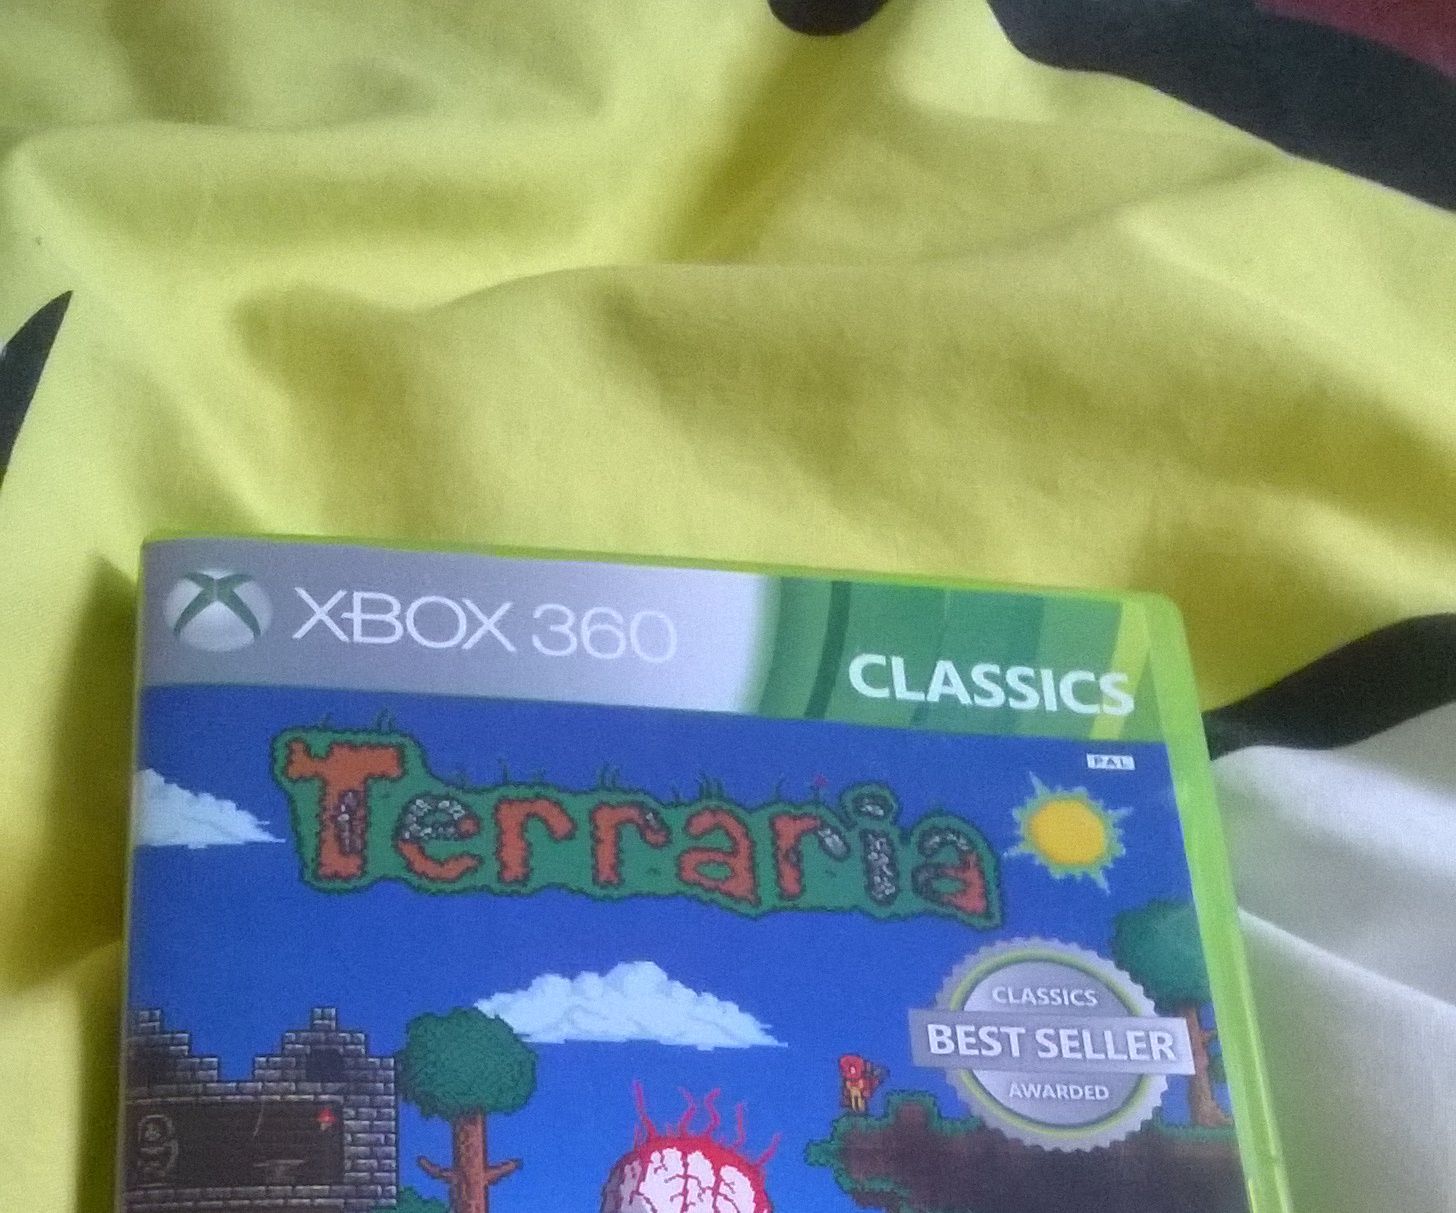 XBOX 360
CLASSICS
PAL
Terraria
CLASSICS
BEST SELLER
AWARDED